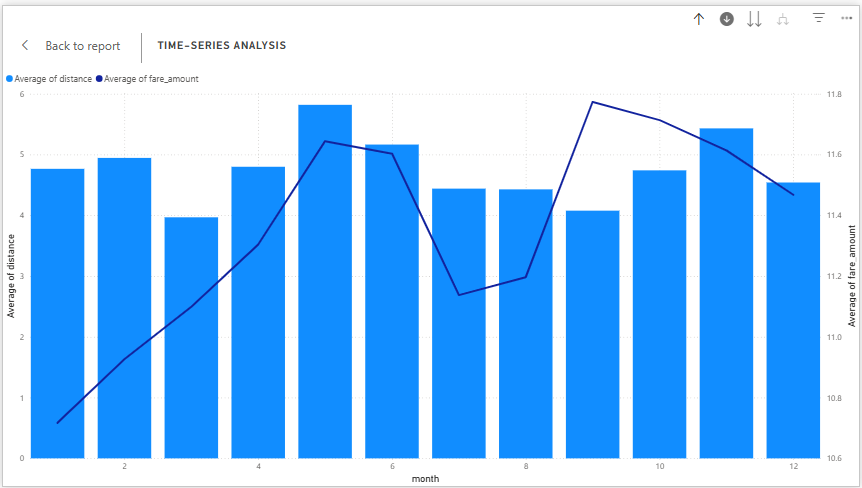 Back to report
TIME-SERIES ANALYSIS
Average of distance Average of fare_amount
6
5
4
3
2
1
0
Average of distance
11.8
11.6
11.4
11.2
11.0
10.8
10.6
Average of fare_amount
2 4 6 8 10 12
month